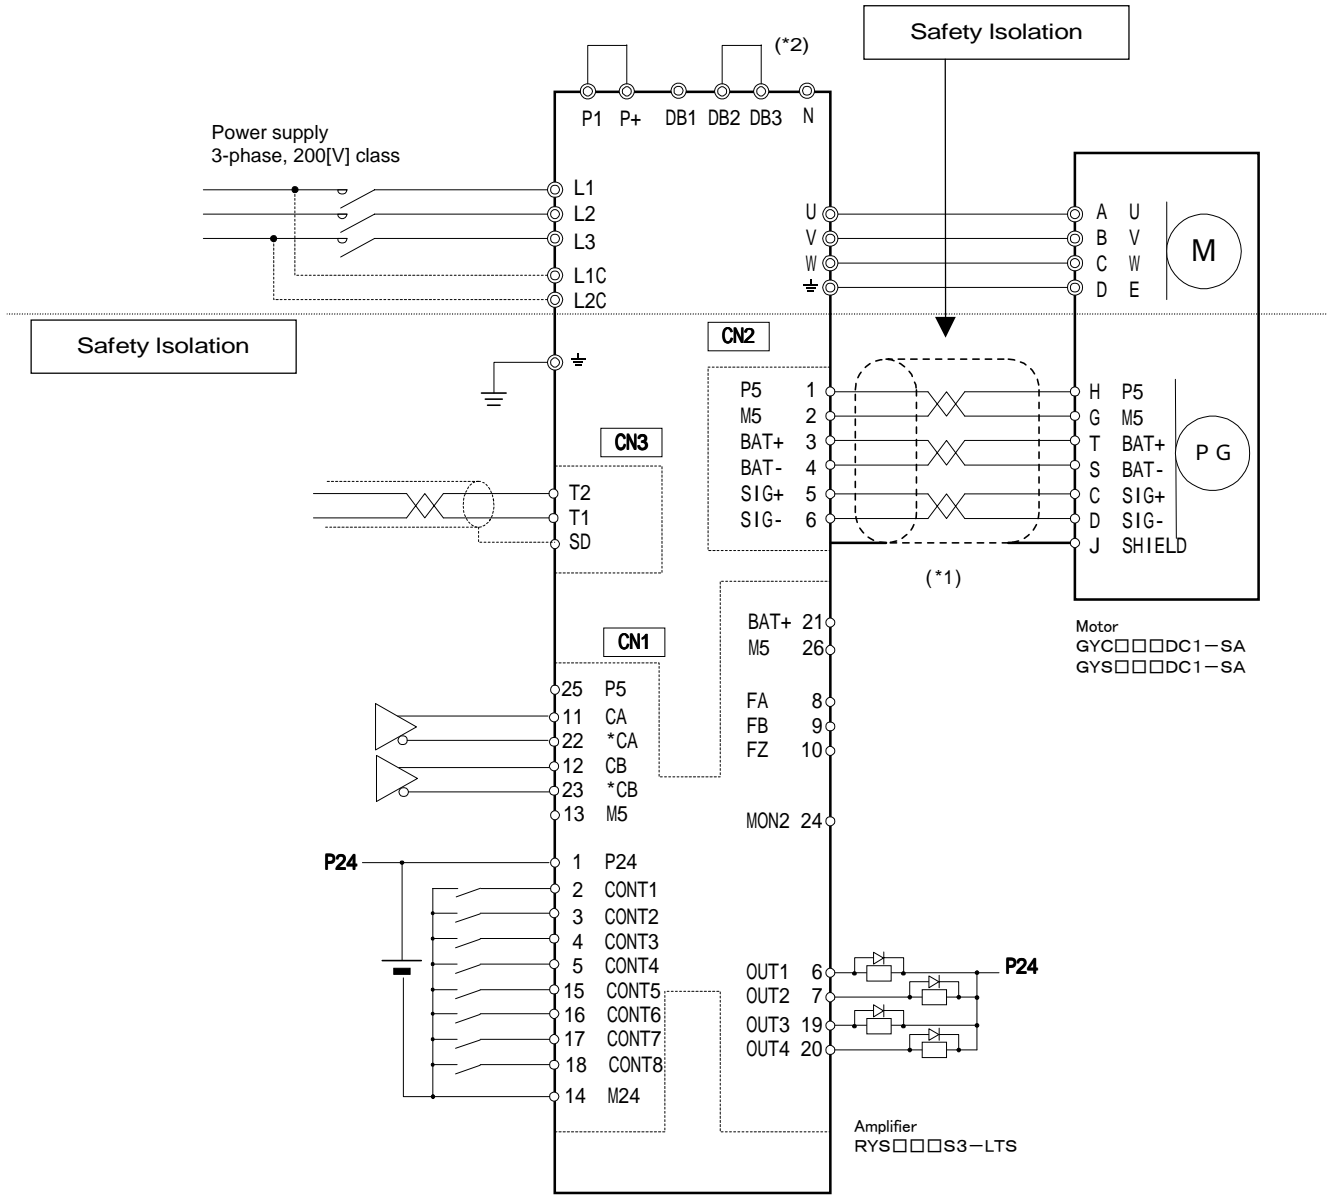 Safety Isolation
(*2)
P1 P+ DB1 DB2 DB3 N
Power supply
3-phase, 200[V] class
L1
L2
L3
L1C
L2C
U
V
W
A U
B V
C W
D E
M
Safety Isolation
CN2
P5 1
M5 2
BAT+ 3
BAT- 4
SIG+ 5
SIG- 6
H P5
G M5
T BAT+
S BAT-
C SIG+
D SIG-
J SHIELD
PG
(*1)
CN3
T2
T1
SD
Motor
GYC□□□DC1-SA
GYS□□□DC1-SA
CN1
BAT+ 21
M5 26
FA 8
FB 9
FZ 10
MON2 24
25 P5
11 CA
22 *CA
12 CB
23 *CB
13 M5
P24
1 P24
2 CONT1
3 CONT2
4 CONT3
5 CONT4
15 CONT5
16 CONT6
17 CONT7
18 CONT8
14 M24
OUT1 6
OUT2 7
OUT3 19
OUT4 20
P24
Amplifier
RYS□□□S3-LTS